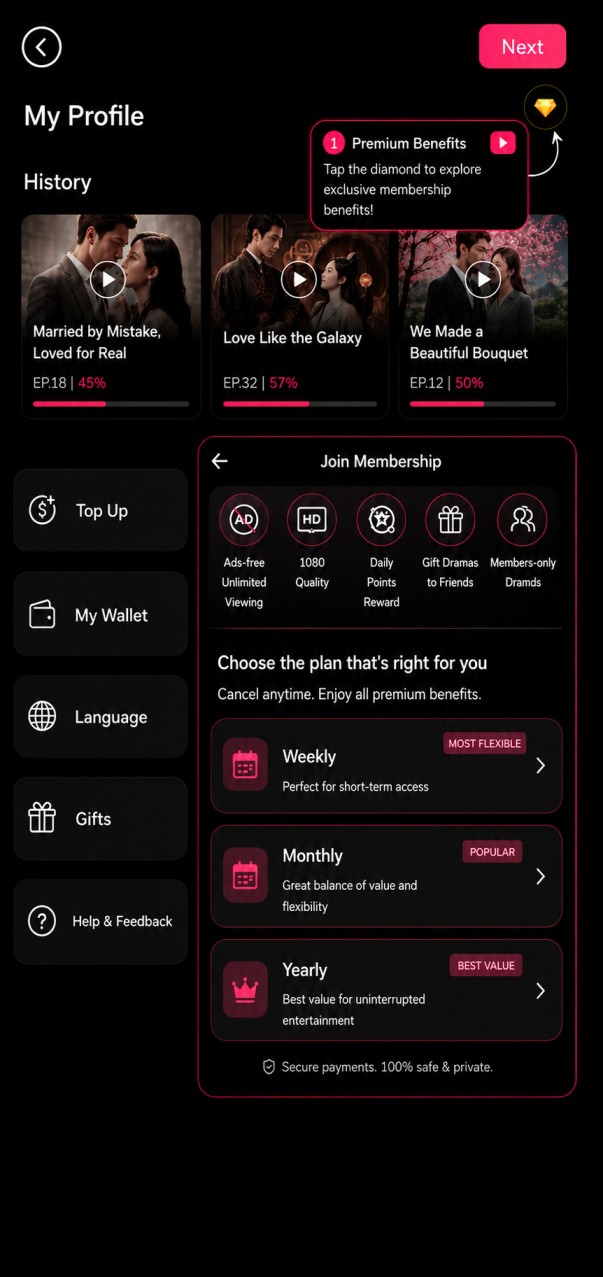 Next
My Profile
1 Premium Benefits
Tap the diamond to explore
exclusive membership
benefits!
History
Married by Mistake,
Loved for Real
EP.18 | 45%
Love Like the Galaxy
EP.32 | 57%
We Made a
Beautiful Bouquet
EP.12 | 50%
Top Up
My Wallet
Language
Gifts
Help & Feedback
Join Membership
AD
Ads-free
Unlimited
Viewing
HD
1080
Quality
Daily
Points
Reward
Gift Dramas
to Friends
Members-only
Dramds
Choose the plan that's right for you
Cancel anytime. Enjoy all premium benefits.
Weekly
MOST FLEXIBLE
Perfect for short-term access
Monthly
POPULAR
Great balance of value and
flexibility
Yearly
BEST VALUE
Best value for uninterrupted
entertainment
Secure payments. 100% safe & private.